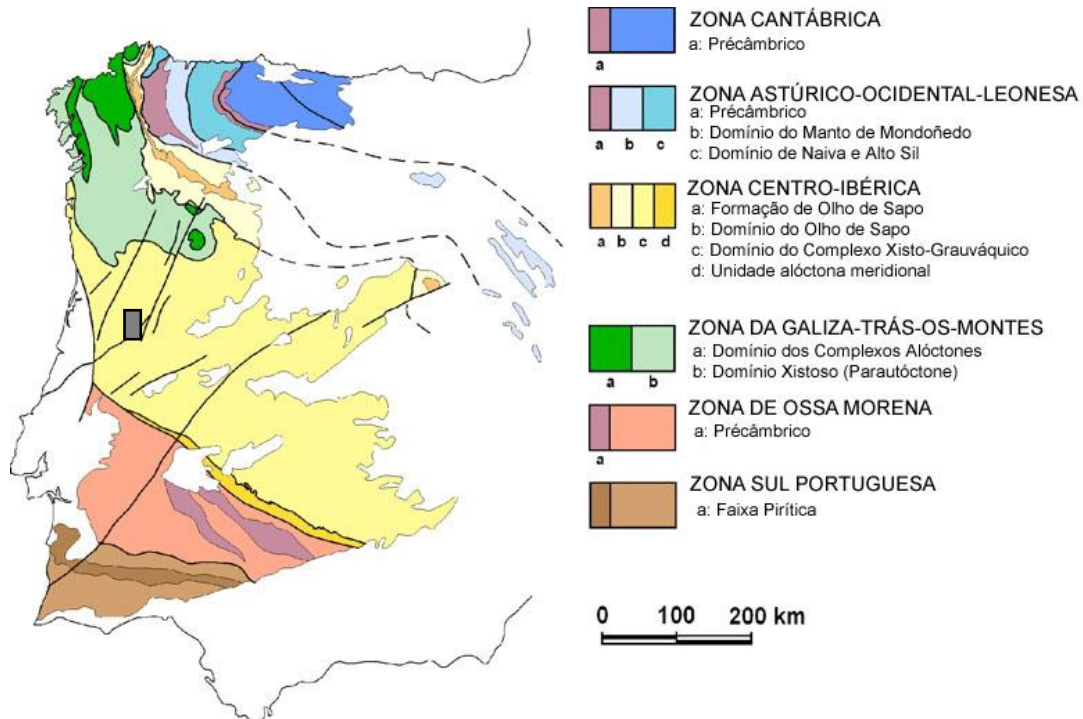 ZONA CANTÁBRICA
a: Précâmbrico
a
ZONA ASTÚRICO-OCIDENTAL-LEONESA
a: Précâmbrico
b: Domínio do Manto de Mondoñedo
c: Domínio de Naiva e Alto Sil
a b c
ZONA CENTRO-IBÉRICA
a: Formação de Olho de Sapo
b: Domínio do Olho de Sapo
c: Domínio do Complexo Xisto-Grauváquico
d: Unidade alóctona meridional
a b c d
ZONA DA GALIZA-TRÁS-OS-MONTES
a: Domínio dos Complexos Alóctones
b: Domínio Xistoso (Parautóctone)
a b
ZONA DE OSSA MORENA
a: Précâmbrico
a
ZONA SUL PORTUGUESA
a: Faixa Pirítica
0 100 200 km